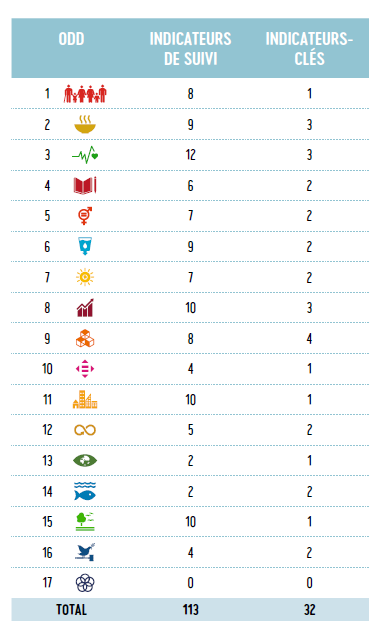 ODD INDICATEURS DE SUIVI INDICATEURS-CLÉS
1 8 1
2 9 3
3 12 3
4 6 2
5 7 2
6 9 2
7 7 2
8 10 3
9 8 4
10 4 1
11 10 1
12 5 2
13 2 1
14 2 2
15 10 1
16 4 2
17 0 0
TOTAL 113 32